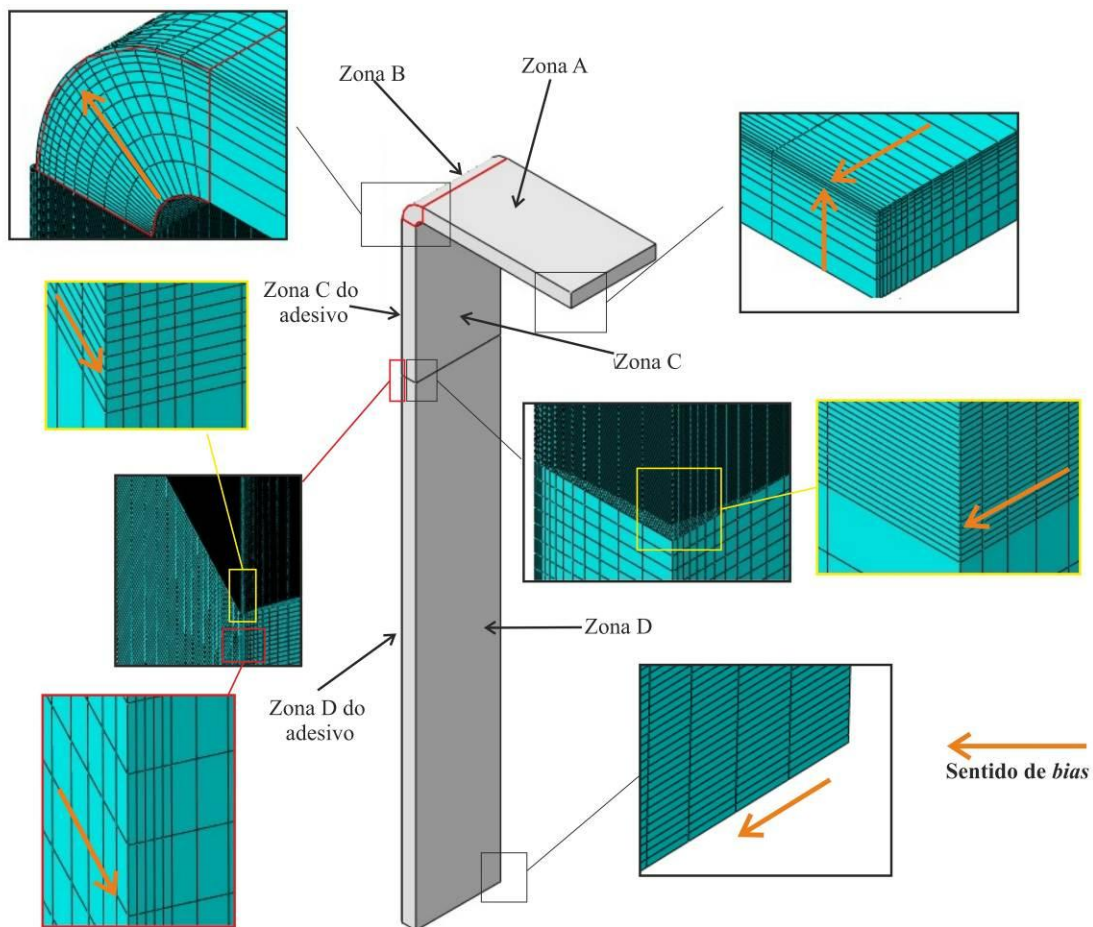 Zona B
Zona A
Zona C do
adesivo
Zona C
Zona D
Zona D do
adesivo
Sentido de bias